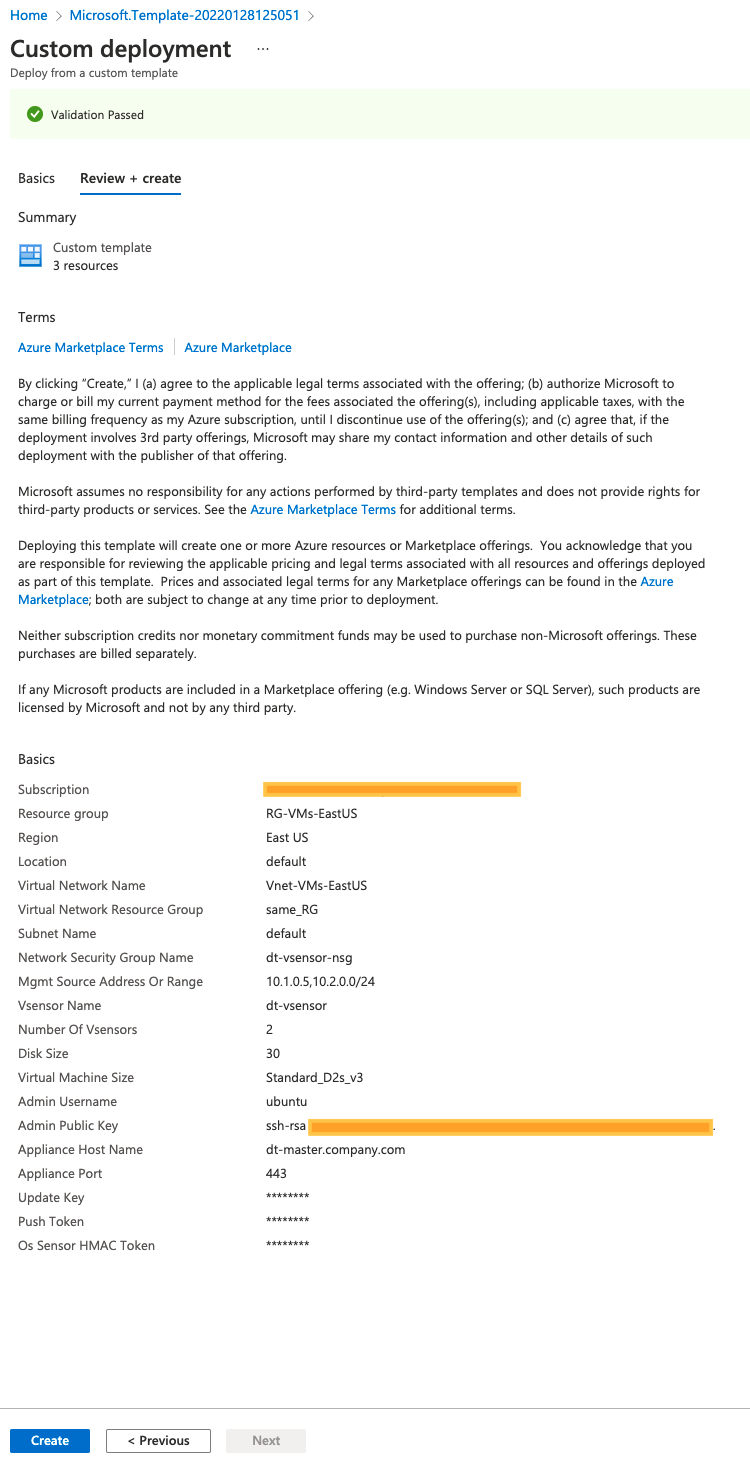 Home > Microsoft.Template-20220128125051 >
Custom deployment ...
Deploy from a custom template
Validation Passed
Basics Review + create
Summary
Custom template
3 resources
Terms
Azure Marketplace Terms | Azure Marketplace
By clicking “Create,” I (a) agree to the applicable legal terms associated with the offering; (b) authorize Microsoft to
charge or bill my current payment method for the fees associated the offering(s), including applicable taxes, with the
same billing frequency as my Azure subscription, until I discontinue use of the offering(s); and (c) agree that, if the
deployment involves 3rd party offerings, Microsoft may share my contact information and other details of such
deployment with the publisher of that offering.
Microsoft assumes no responsibility for any actions performed by third-party templates and does not provide rights for
third-party products or services. See the Azure Marketplace Terms for additional terms.
Deploying this template will create one or more Azure resources or Marketplace offerings. You acknowledge that you
are responsible for reviewing the applicable pricing and legal terms associated with all resources and offerings deployed
as part of this template. Prices and associated legal terms for any Marketplace offerings can be found in the Azure
Marketplace; both are subject to change at any time prior to deployment.
Neither subscription credits nor monetary commitment funds may be used to purchase non-Microsoft offerings. These
purchases are billed separately.
If any Microsoft products are included in a Marketplace offering (e.g. Windows Server or SQL Server), such products are
licensed by Microsoft and not by any third party.
Basics
Subscription
Resource group RG-VMs-EastUS
Region East US
Location default
Virtual Network Name Vnet-VMs-EastUS
Virtual Network Resource Group same_RG
Subnet Name default
Network Security Group Name dt-vsensor-nsg
Mgmt Source Address Or Range 10.1.0.5,10.2.0.0/24
Vsensor Name dt-vsensor
Number Of Vsensors 2
Disk Size 30
Virtual Machine Size Standard_D2s_v3
Admin Username ubuntu
Admin Public Key ssh-rsa .
Appliance Host Name dt-master.company.com
Appliance Port 443
Update Key ********
Push Token ********
Os Sensor HMAC Token ********
Create < Previous Next